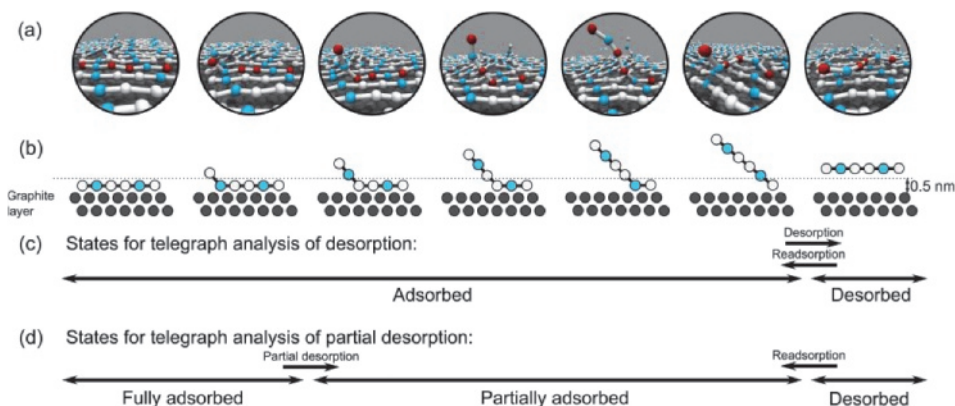 (a)
(b)
Graphite
layer
0.5 nm
(c) States for telegraph analysis of desorption:
Desorption
Readsorption
Adsorbed Desorbed
(d) States for telegraph analysis of partial desorption:
Partial desorption Readsorption
Fully adsorbed Partially adsorbed Desorbed